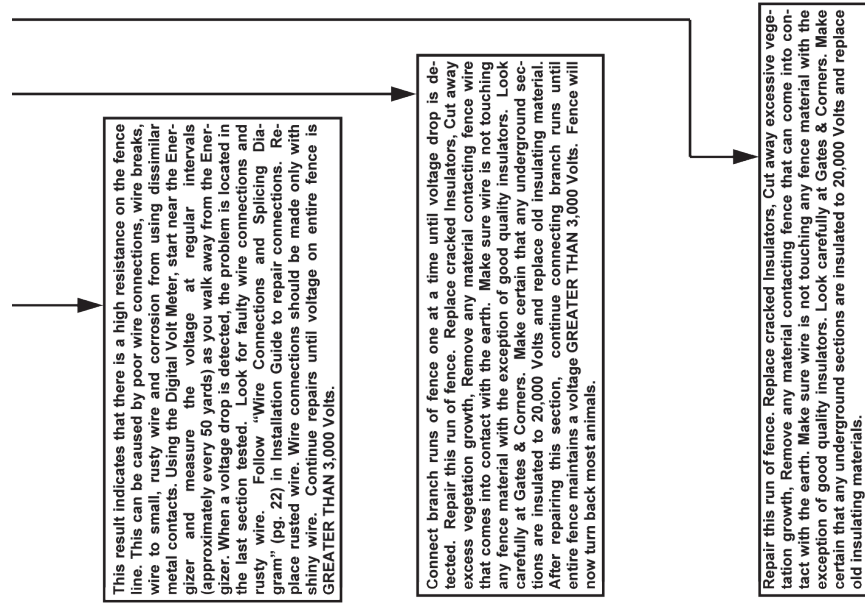 This result indicates that there is a high resistance on the fence
line. This can be caused by poor wire connections, wire breaks,
wire to small, rusty wire and corrosion from using dissimilar
metal contacts. Using the Digital Volt Meter, start near the Ener-
gizer and measure the voltage at regular intervals
(approximately every 50 yards) as you walk away from the Ener-
gizer. When a voltage drop is detected, the problem is located in
the last section tested. Look for faulty wire connections and
rusty wire. Follow “Wire Connections and Splicing Dia-
gram” (pg. 22) in Installation Guide to repair connections. Re-
place rusted wire. Wire connections should be made only with
shiny wire. Continue repairs until voltage on entire fence is
GREATER THAN 3,000 Volts.
Connect branch runs of fence one at a time until voltage drop is de-
tected. Repair this run of fence. Replace cracked Insulators, Cut away
excess vegetation growth, Remove any material contacting fence wire
that comes into contact with the earth. Make sure wire is not touching
any fence material with the exception of good quality insulators. Look
carefully at Gates & Corners. Make certain that any underground sec-
tions are insulated to 20,000 Volts and replace old insulating material.
After repairing this section, continue connecting branch runs until
entire fence maintains a voltage GREATER THAN 3,000 Volts. Fence will
now turn back most animals.
Repair this run of fence. Replace cracked Insulators, Cut away excessive vege-
tation growth, Remove any material contacting fence that can come into con-
tact with the earth. Make sure wire is not touching any fence material with the
exception of good quality insulators. Look carefully at Gates & Corners. Make
certain that any underground sections are insulated to 20,000 Volts and replace
old insulating materials.